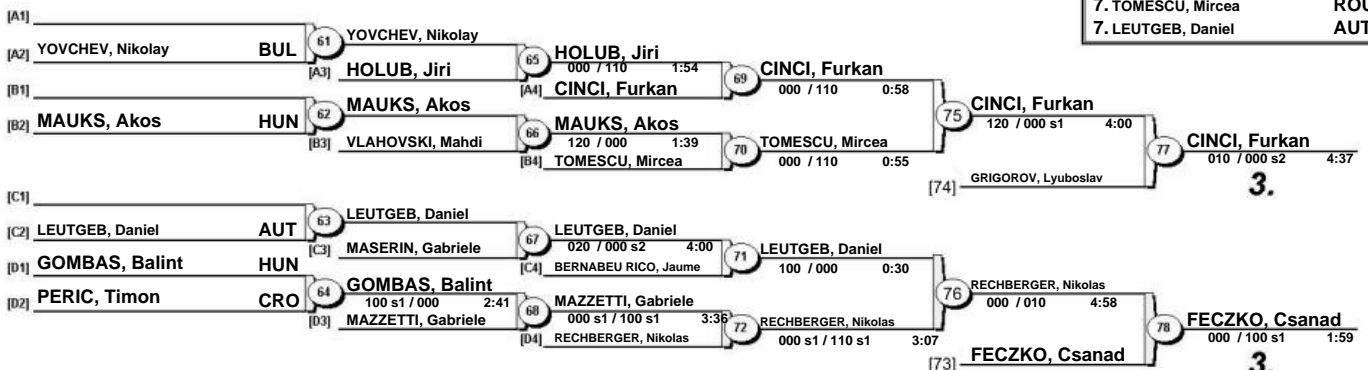 7. TOMESCU, Mircea
7. LEUTGEB, Daniel AUT
[A1]
[A2] YOVCHEV, Nikolay BUL 61 YOVCHEV, Nikolay
[A3] HOLUB, Jiri 65 HOLUB, Jiri
000 / 110 1:54
[A4] CINCI, Furkan 69 CINCI, Furkan
000 / 110 0:58
[B1]
[B2] MAUKS, Akos HUN 62 MAUKS, Akos
[B3] VLAHOVSKI, Mahdi 66 MAUKS, Akos
120 / 000 1:39
[B4] TOMESCU, Mircea 70 TOMESCU, Mircea
000 / 110 0:55
75 CINCI, Furkan
120 / 000 s1 4:00
[74] GRIGOROV, Lyuboslav 77 CINCI, Furkan
010 / 000 s2 4:37
3.
[C1]
[C2] LEUTGEB, Daniel AUT 63 LEUTGEB, Daniel
[C3] MASERIN, Gabriele 67 LEUTGEB, Daniel
020 / 000 s2 4:00
[C4] BERNABEU RICO, Jaume 71 LEUTGEB, Daniel
100 / 000 0:30
[D1] GOMBAS, Balint HUN
[D2] PERIC, Timon CRO 64 GOMBAS, Balint
100 s1 / 000 2:41
[D3] MAZZETTI, Gabriele 68 MAZZETTI, Gabriele
000 s1 / 100 s1 3:36
[D4] RECHBERGER, Nikolas 72 RECHBERGER, Nikolas
000 s1 / 110 s1 3:07
76 RECHBERGER, Nikolas
000 / 010 4:58
[73] FECZKO, Csanad 78 FECZKO, Csanad
000 / 100 s1 1:59
3.